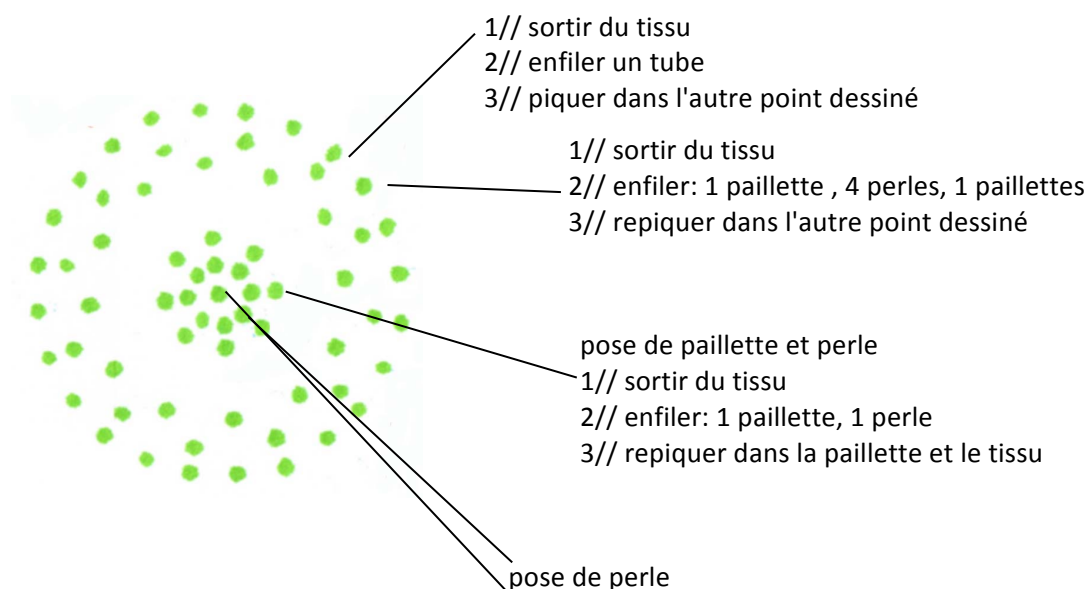 1// sortir du tissu
2// enfiler un tube
3// piquer dans l'autre point dessiné
1// sortir du tissu
2// enfiler: 1 paillette , 4 perles, 1 paillettes
3// repiquer dans l'autre point dessiné
pose de paillette et perle
1// sortir du tissu
2// enfiler: 1 paillette, 1 perle
3// repiquer dans la paillette et le tissu
pose de perle